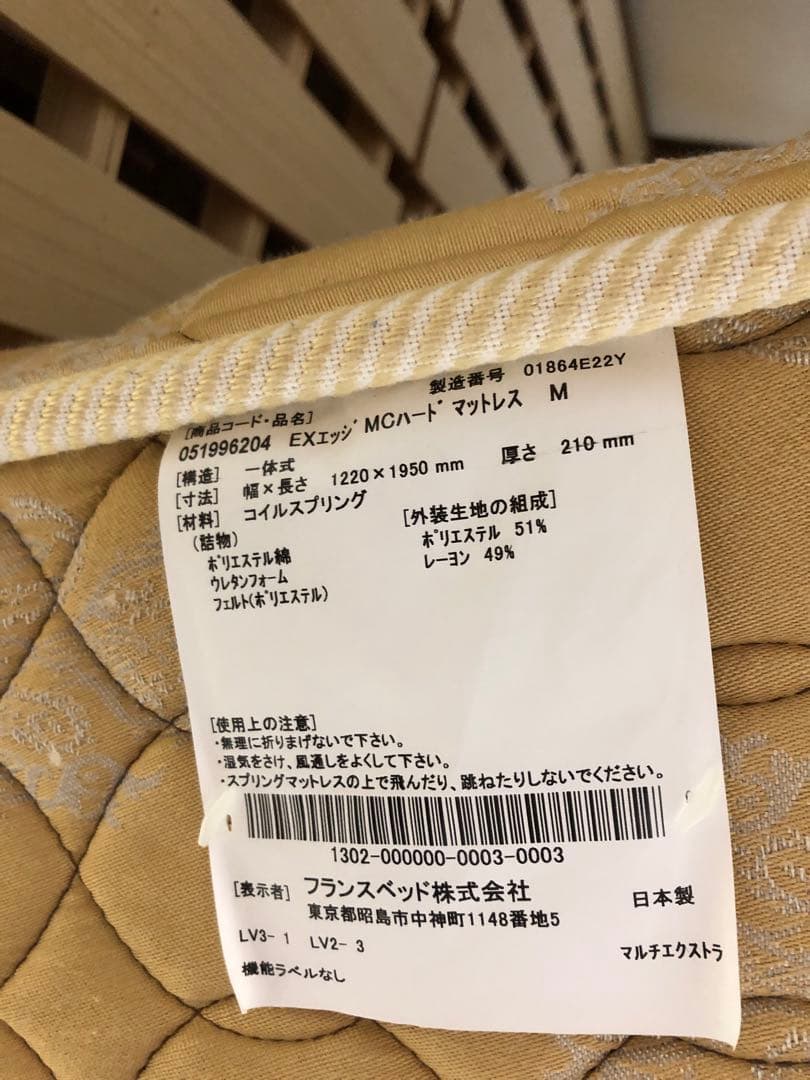 製造番号 01864E22Y
[商品コード・品名]
051996204 EXエッジMCハードマットレス M
[構造] 一体式
[寸法] 幅×長さ 1220×1950 mm 厚さ 210 mm
[材料] コイルスプリング
(詰物)
ポリエステル綿
ウレタンフォーム
フェルト(ポリエステル)
[外装生地の組成]
ポリエステル 51%
レーヨン 49%
[使用上の注意]
・無理に折りまげないで下さい。
・湿気をさけ、風通しをよくして下さい。
・スプリングマットレスの上で飛んだり、跳ねたりしないでください。
1302-000000-0003-0003
[表示者] フランスベッド株式会社
東京都昭島市中神町1148番地5
日本製
LV3- 1 LV2- 3
マルチエクストラ
機能ラベルなし